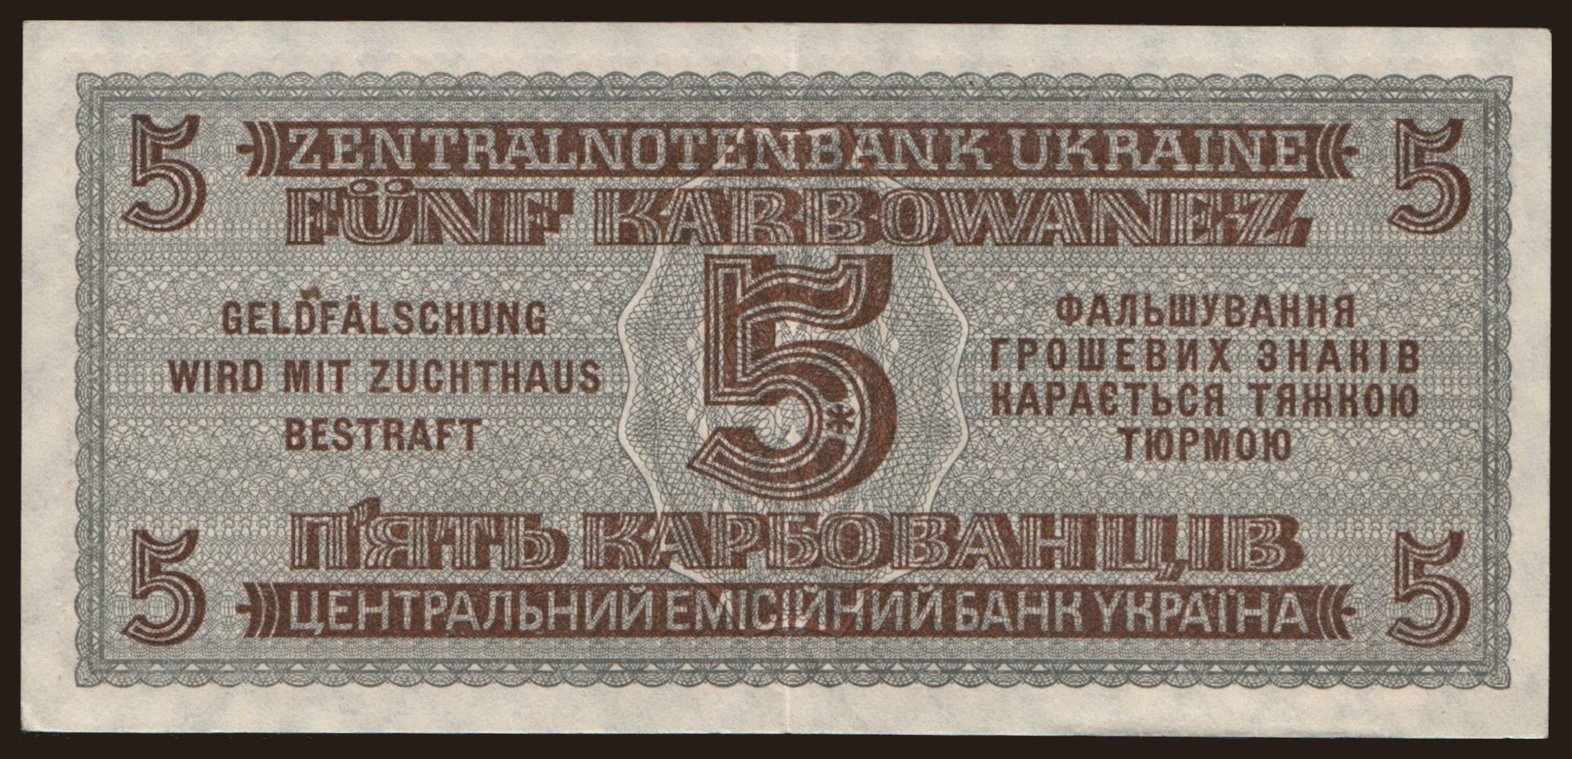 5 ZENTRALNOTENBANK UKRAINE 5
FÜNF KARBOWANEZ
5
GELDFÄLSCHUNG
WIRD MIT ZUCHTHAUS
BESTRAFT
ФАЛЬШУВАННЯ
ГРОШЕВИХ ЗНАКІВ
КАРАЄТЬСЯ ТЯЖКОЮ
ТЮРМОЮ
П'ЯТЬ КАРБОВАНЦІВ
5 ЦЕНТРАЛЬНИЙ ЕМІСІЙНИЙ БАНК УКРАЇНА 5